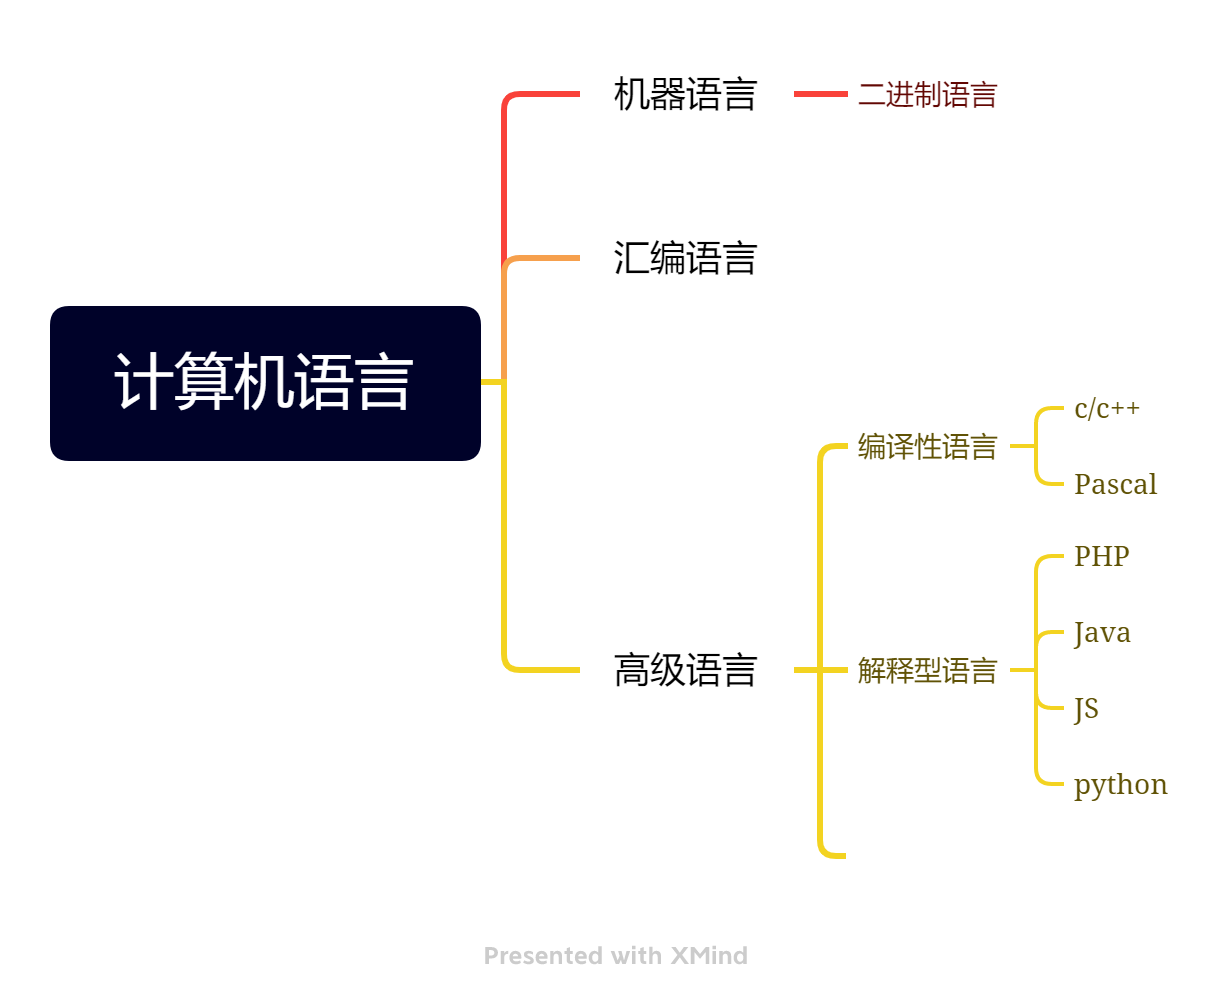 机器语言
二进制语言
汇编语言
计算机语言
c/c++
编译性语言
Pascal
PHP
Java
高级语言
解释型语言
JS
python
Presented with XMind